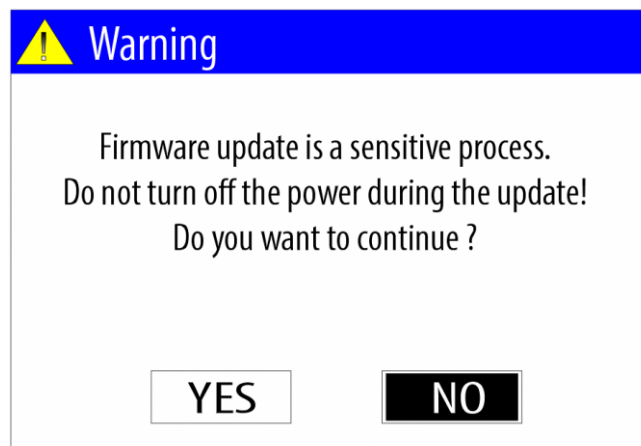 Warning
Firmware update is a sensitive process.
Do not turn off the power during the update!
Do you want to continue ?
YES
NO